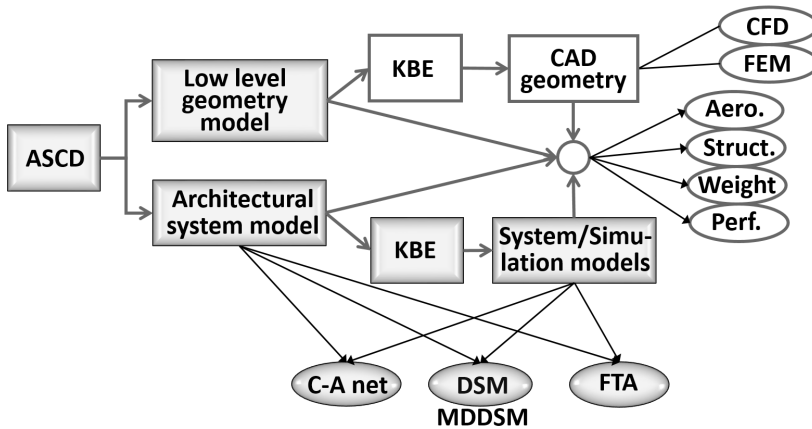 CFD
KBE
CAD
geometry
FEM
Low level
geometry
model
Aero.
ASCD
Struct.
Architectural
system model
Weight
Perf.
KBE
System/Simu-
lation models
C-A net
DSM
FTA
MDDSM